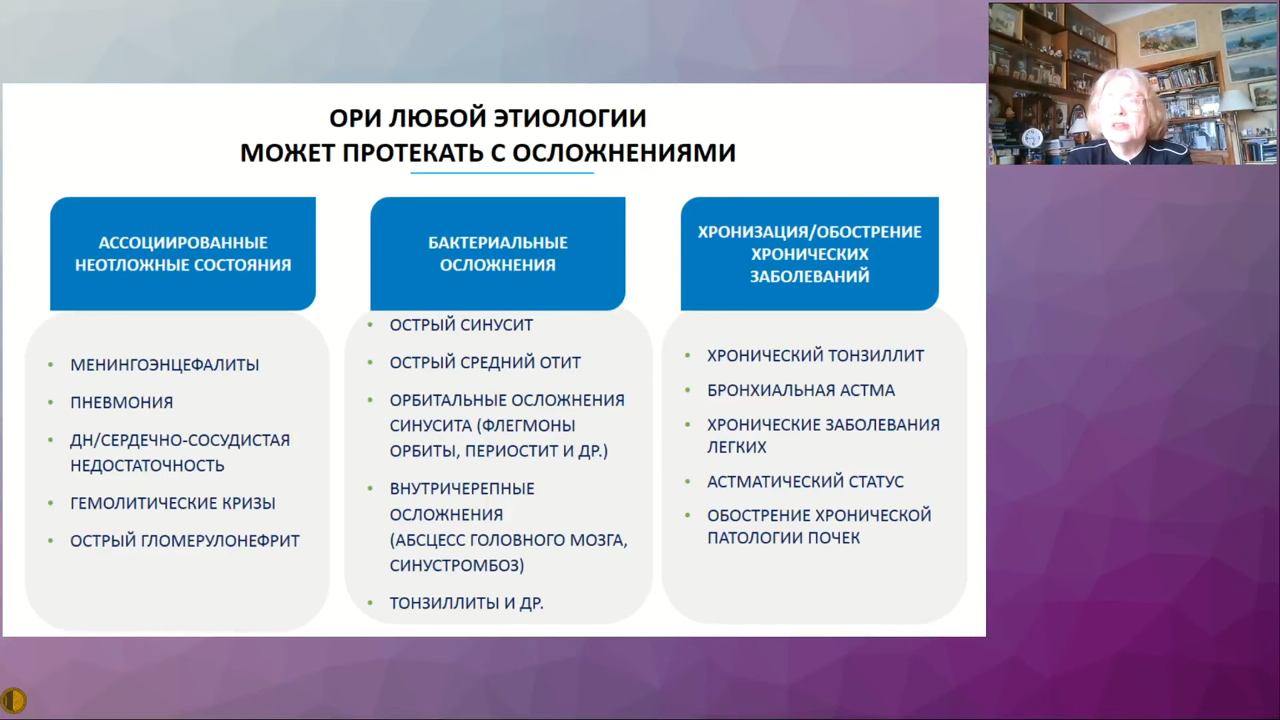 ОРИ ЛЮБОЙ ЭТИОЛОГИИ
МОЖЕТ ПРОТЕКАТЬ С ОСЛОЖНЕНИЯМИ
АССОЦИИРОВАННЫЕ
НЕОТЛОЖНЫЕ СОСТОЯНИЯ
• МЕНИНГОЭНЦЕФАЛИТЫ
• ПНЕВМОНИЯ
• ДН/СЕРДЕЧНО-СОСУДИСТАЯ
НЕДОСТАТОЧНОСТЬ
• ГЕМОЛИТИЧЕСКИЕ КРИЗЫ
• ОСТРЫЙ ГЛОМЕРУЛОНЕФРИТ
БАКТЕРИАЛЬНЫЕ
ОСЛОЖНЕНИЯ
• ОСТРЫЙ СИНУСИТ
• ОСТРЫЙ СРЕДНИЙ ОТИТ
• ОРБИТАЛЬНЫЕ ОСЛОЖНЕНИЯ
СИНУСИТА (ФЛЕГМОНЫ
ОРБИТЫ, ПЕРИОСТИТ И ДР.)
• ВНУТРИЧЕРЕПНЫЕ
ОСЛОЖНЕНИЯ
(АБСЦЕСС ГОЛОВНОГО МОЗГА,
СИНУСТРОМБОЗ)
• ТОНЗИЛЛИТЫ И ДР.
ХРОНИЗАЦИЯ/ОБОСТРЕНИЕ
ХРОНИЧЕСКИХ
ЗАБОЛЕВАНИЙ
• ХРОНИЧЕСКИЙ ТОНЗИЛЛИТ
• БРОНХИАЛЬНАЯ АСТМА
• ХРОНИЧЕСКИЕ ЗАБОЛЕВАНИЯ
ЛЕГКИХ
• АСТМАТИЧЕСКИЙ СТАТУС
• ОБОСТРЕНИЕ ХРОНИЧЕСКОЙ
ПАТОЛОГИИ ПОЧЕК